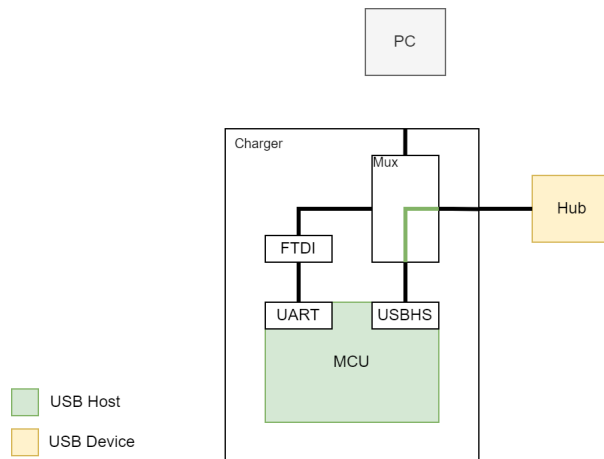 PC
Charger
Mux
Hub
FTDI
UART
USBHS
MCU
USB Host
USB Device